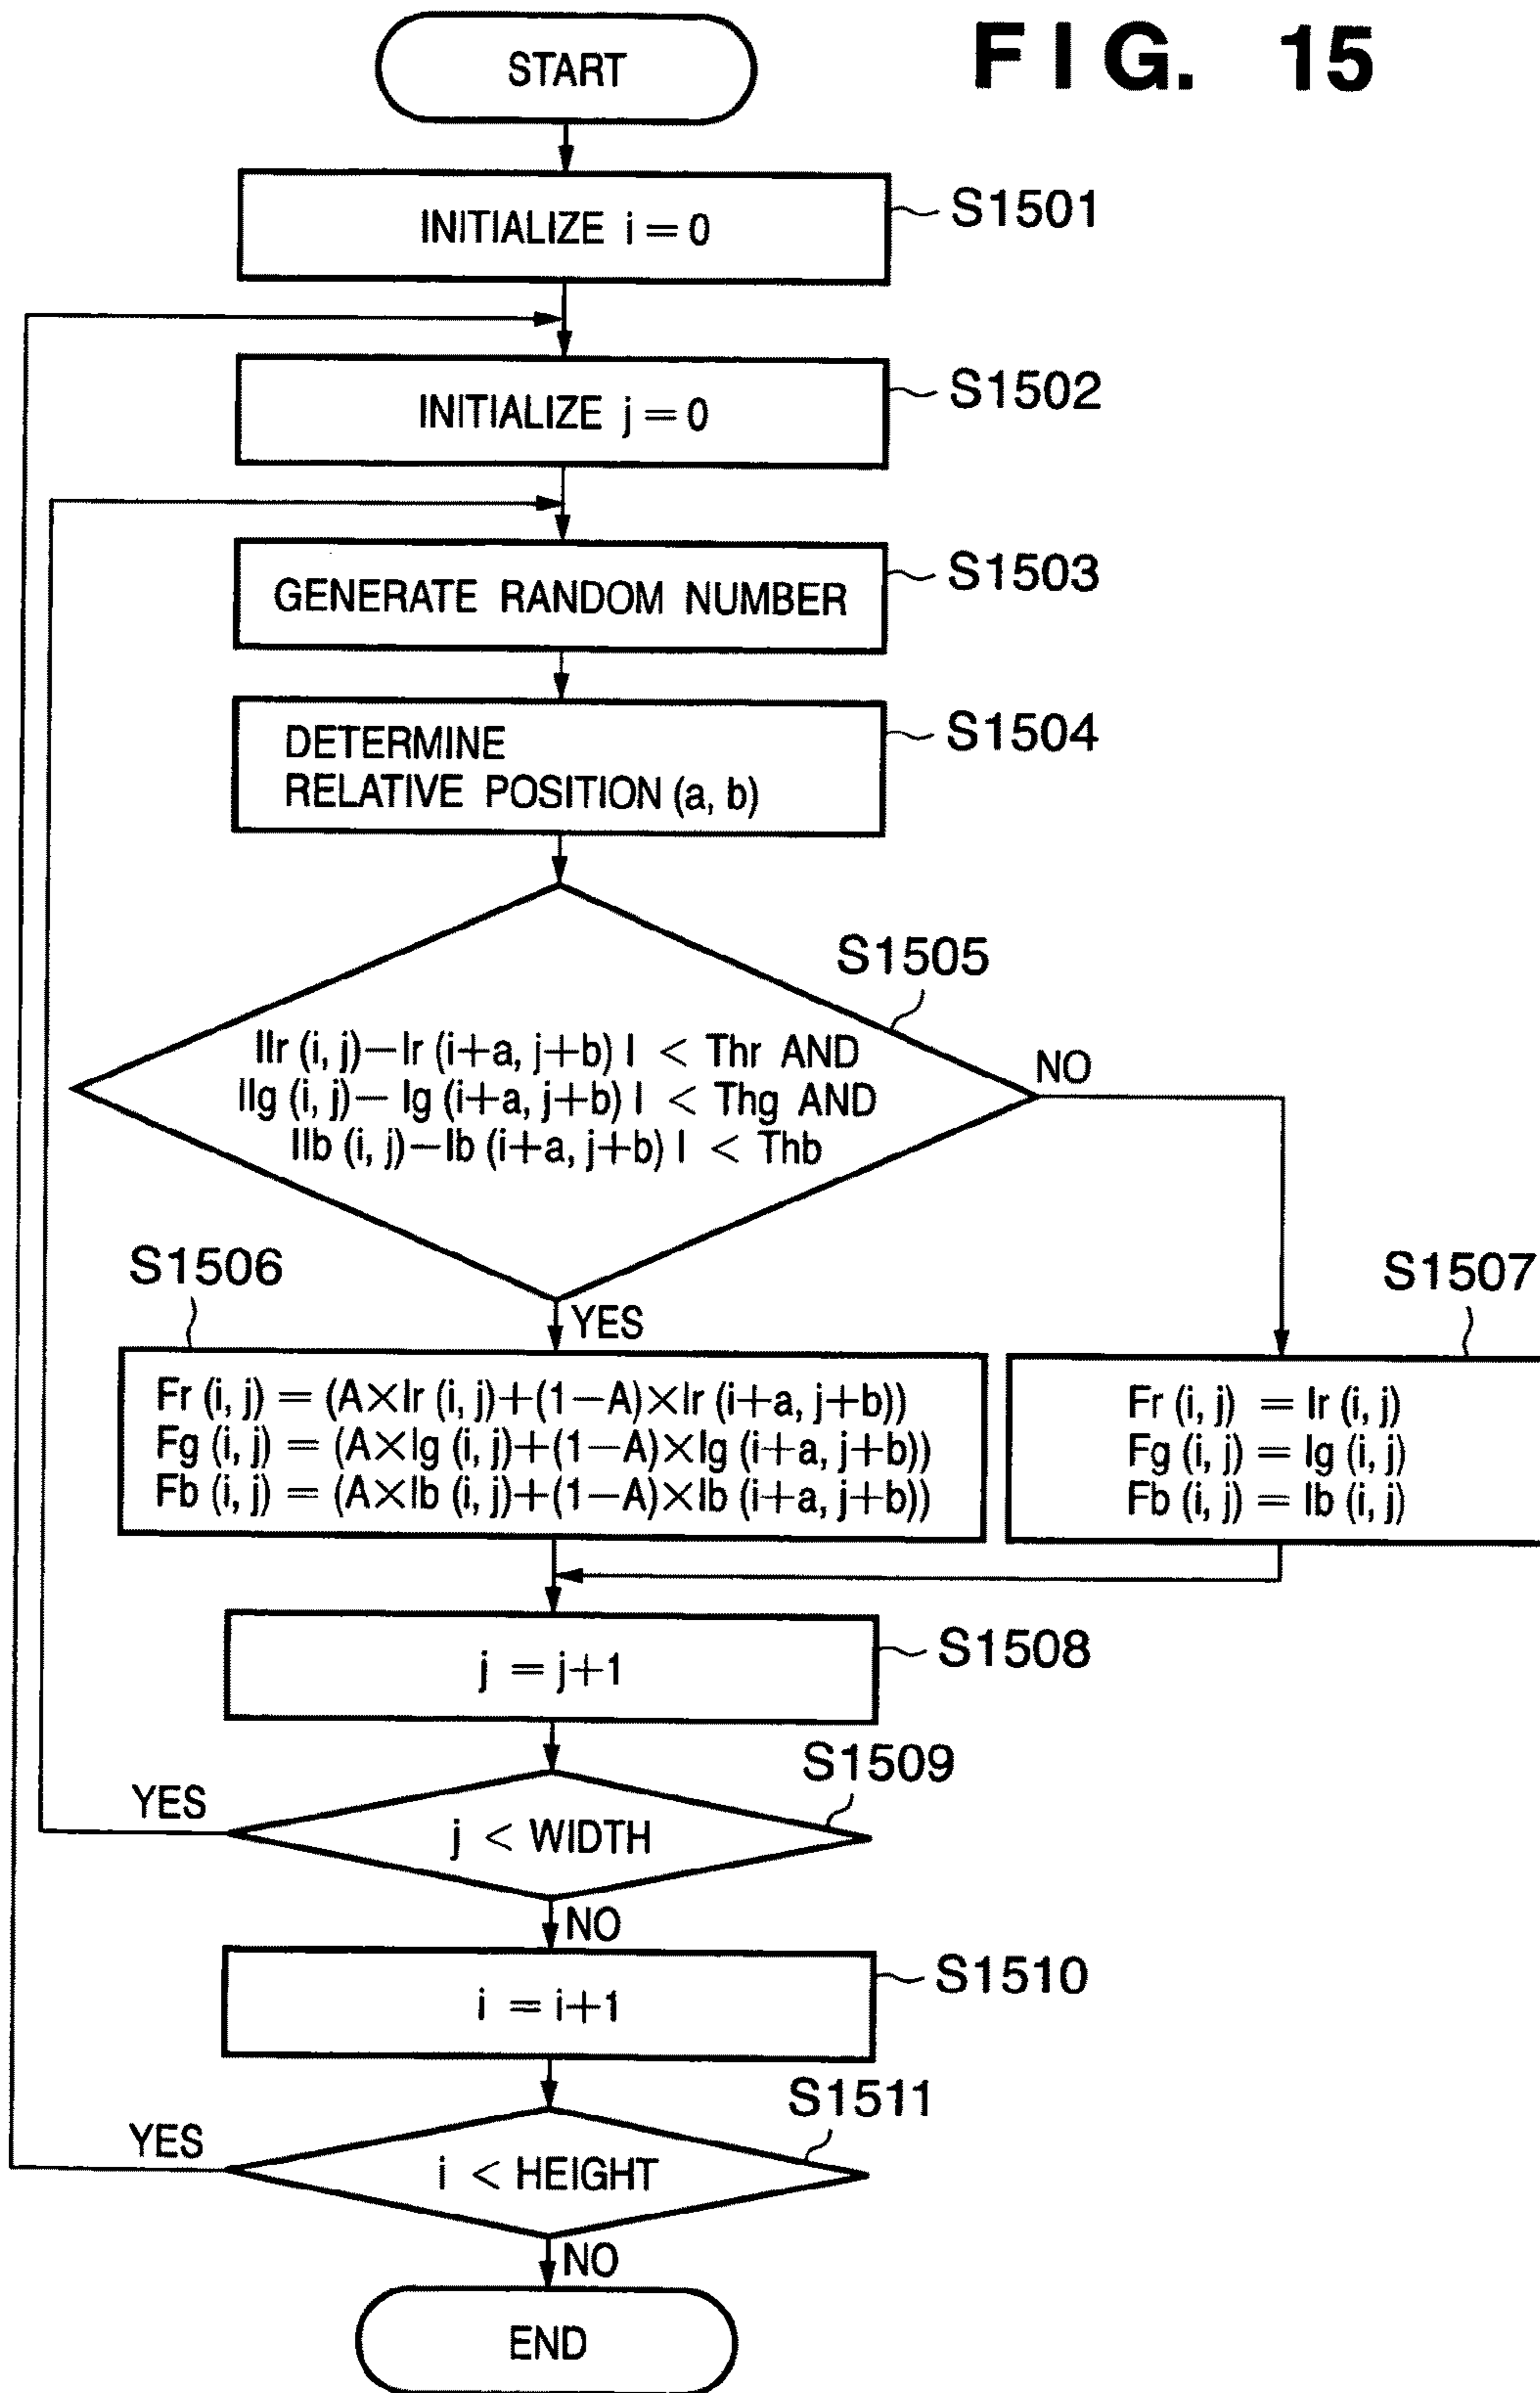 FIG. 15
START
INITIALIZE i = 0
S1501
INITIALIZE j = 0
S1502
GENERATE RANDOM NUMBER
S1503
DETERMINE
RELATIVE POSITION (a, b)
S1504
S1505
|Ir (i, j)−Ir (i+a, j+b) | < Thr AND
|Ig (i, j)− Ig (i+a, j+b) | < Thg AND
|Ib (i, j)−Ib (i+a, j+b) | < Thb
NO
YES
S1506
Fr (i, j) = (A×Ir (i, j)+(1−A)×Ir (i+a, j+b))
Fg (i, j) = (A×Ig (i, j)+(1−A)×Ig (i+a, j+b))
Fb (i, j) = (A×Ib (i, j)+(1−A)×Ib (i+a, j+b))
S1507
Fr (i, j) = Ir (i, j)
Fg (i, j) = Ig (i, j)
Fb (i, j) = Ib (i, j)
j = j+1
S1508
S1509
YES
j < WIDTH
NO
i = i+1
S1510
S1511
YES
i < HEIGHT
NO
END